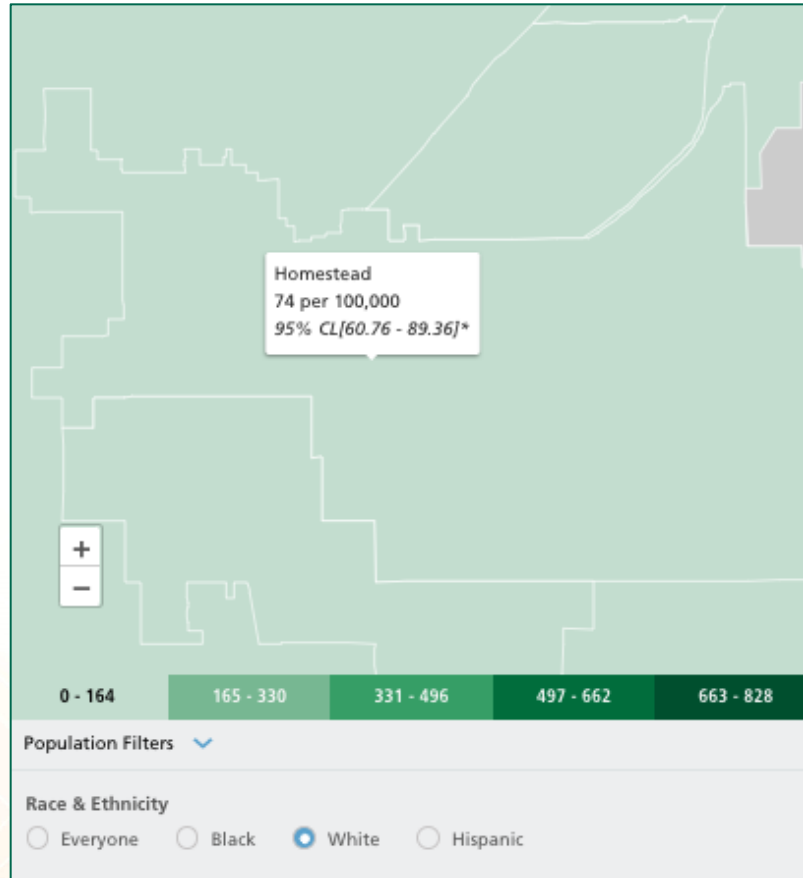 Homestead
74 per 100,000
95% CL[60.76 - 89.36]*
+
−
0 - 164 165 - 330 331 - 496 497 - 662 663 - 828
Population Filters
Race & Ethnicity
Everyone Black White Hispanic